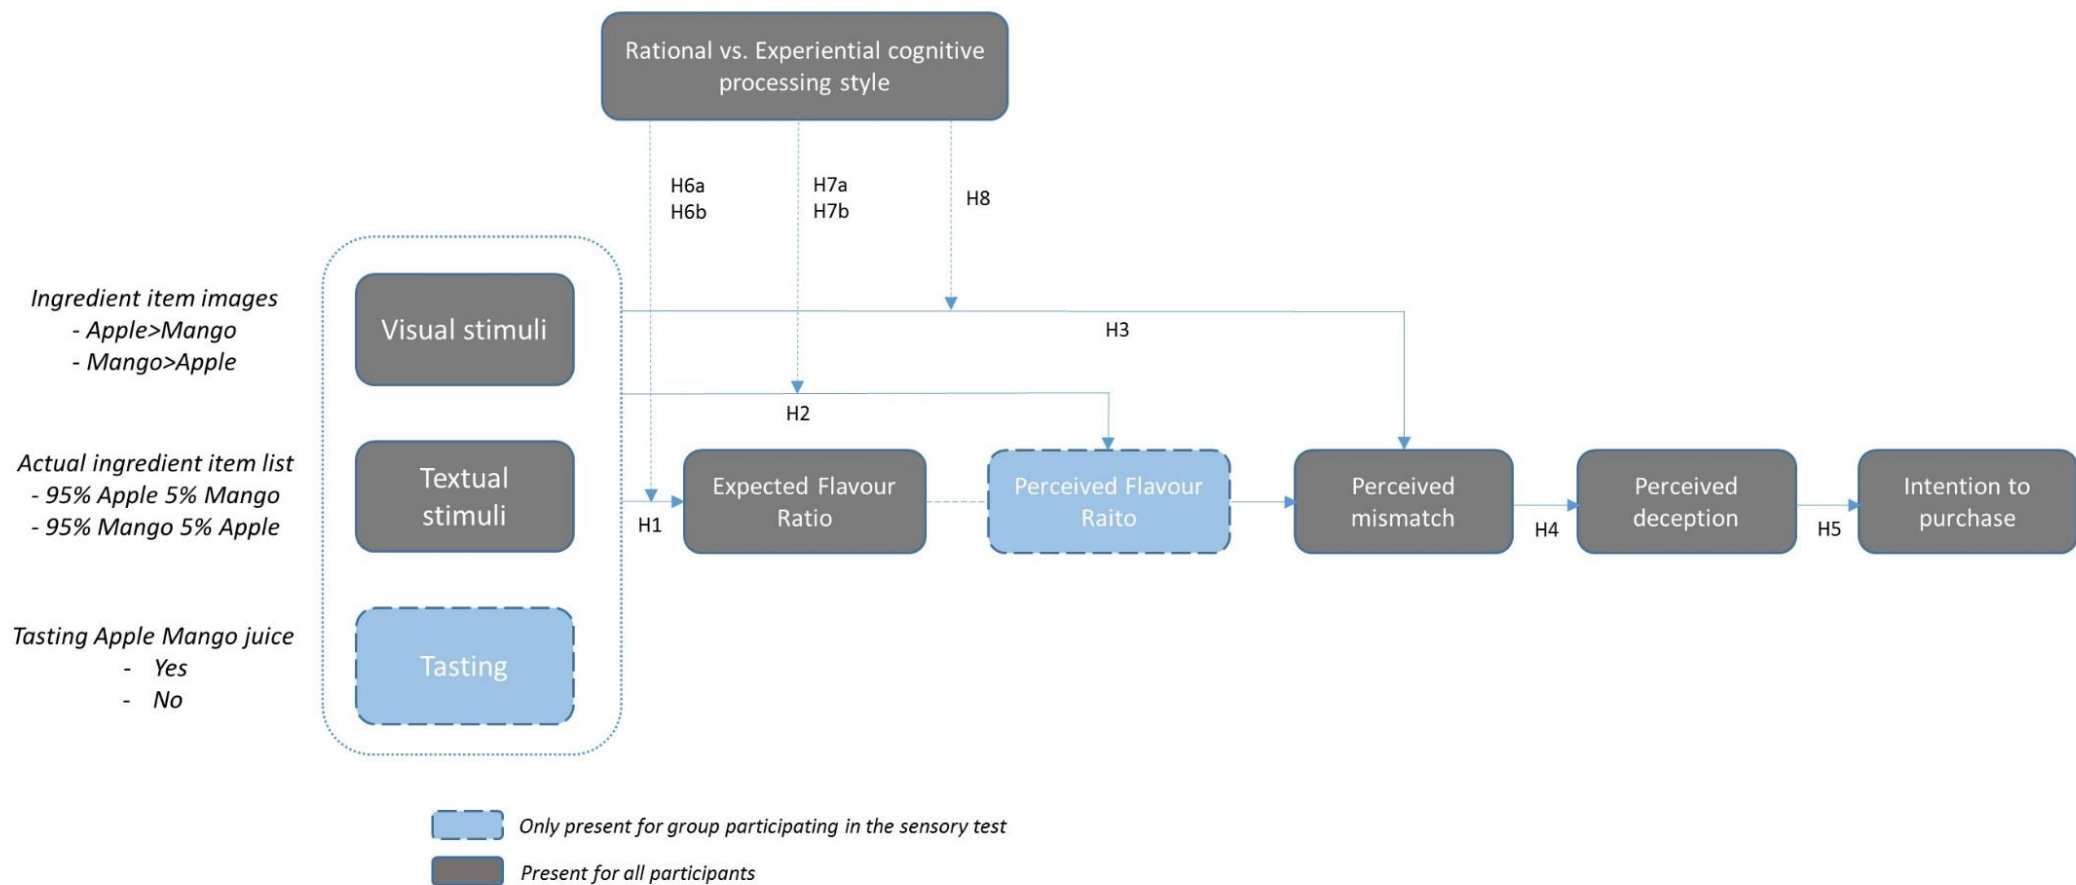 Rational vs. Experiential cognitive
processing style
H6a
H6b
H7a
H7b
H8
Ingredient item images
- Apple>Mango
- Mango>Apple
Visual stimuli
H3
H2
Actual ingredient item list
- 95% Apple 5% Mango
- 95% Mango 5% Apple
Textual
stimuli
H1
Expected Flavour
Ratio
Perceived Flavour
Raito
Perceived
mismatch
H4
Perceived
deception
H5
Intention to
purchase
Tasting Apple Mango juice
- Yes
- No
Tasting
Only present for group participating in the sensory test
Present for all participants